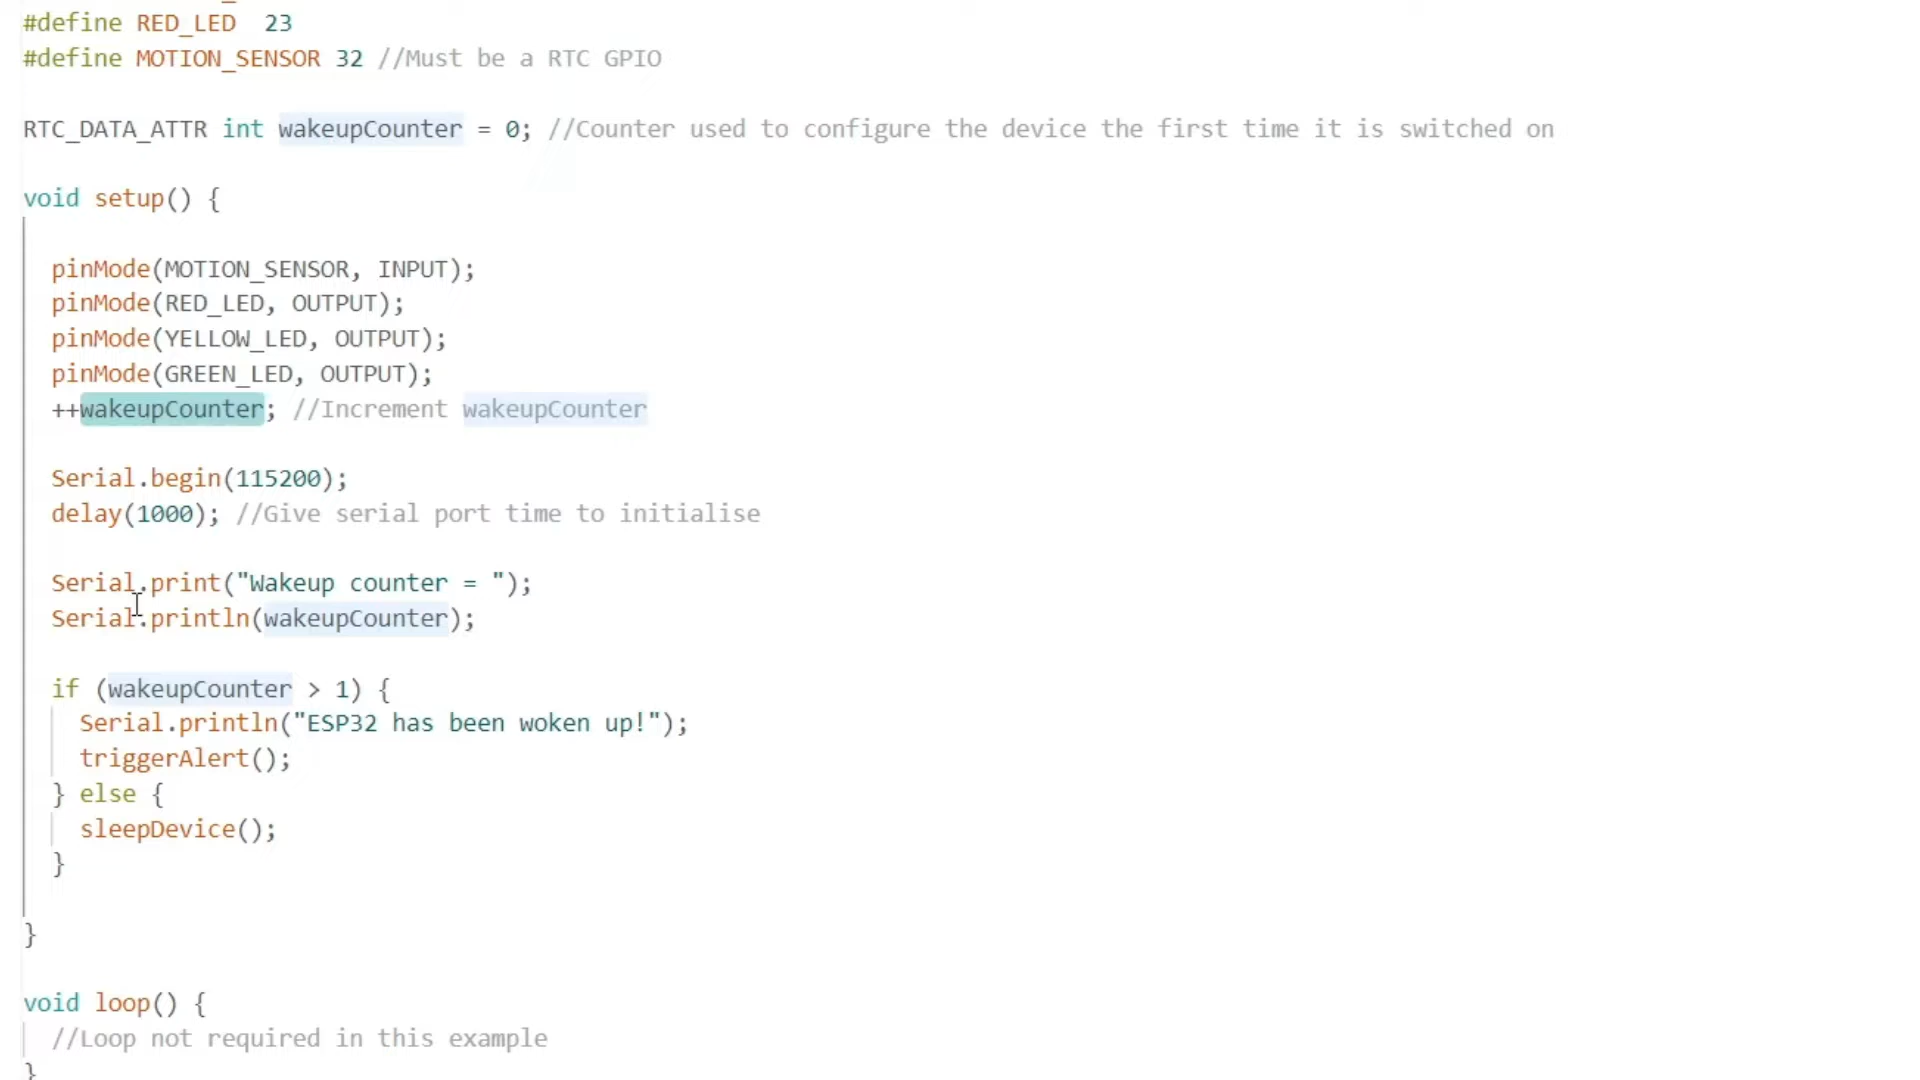 #define RED_LED  23
#define MOTION_SENSOR 32 //Must be a RTC GPIO
RTC_DATA_ATTR int wakeupCounter = 0; //Counter used to configure the device the first time it is switched on
void setup() {
pinMode(MOTION_SENSOR, INPUT);
pinMode(RED_LED, OUTPUT);
pinMode(YELLOW_LED, OUTPUT);
pinMode(GREEN_LED, OUTPUT);
++wakeupCounter; //Increment wakeupCounter
Serial.begin(115200);
delay(1000); //Give serial port time to initialise
Serial.print("Wakeup counter = ");
Serial.println(wakeupCounter);
if (wakeupCounter > 1) {
Serial.println("ESP32 has been woken up!");
triggerAlert();
} else {
sleepDevice();
}
}
void loop() {
//Loop not required in this example
}